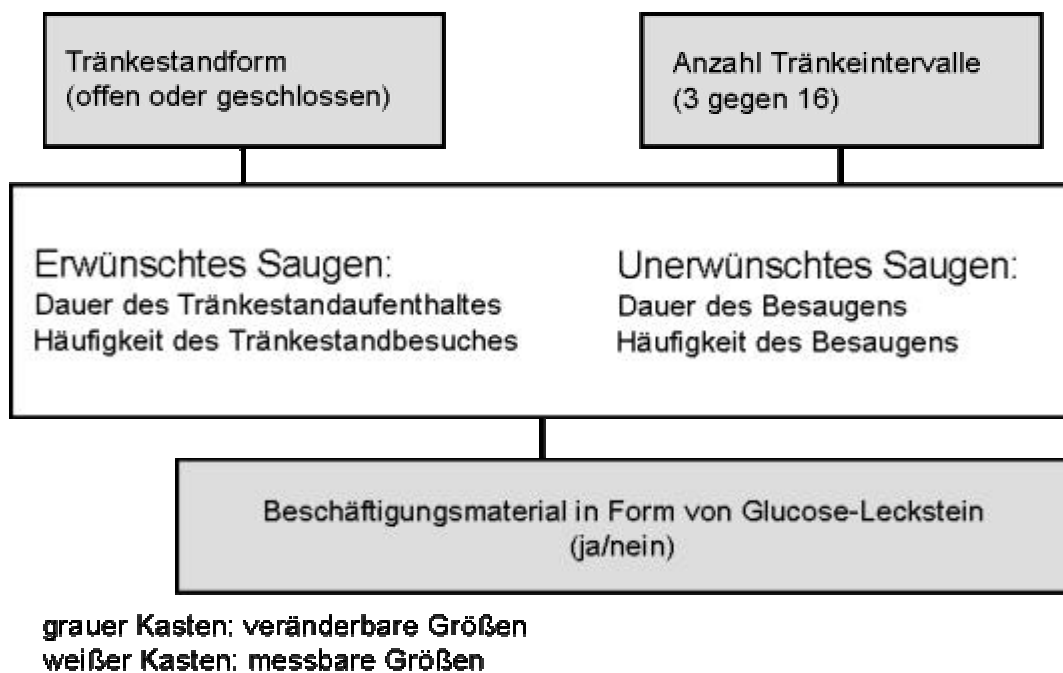 Tränkestandform
(offen oder geschlossen)
Anzahl Tränkeintervalle
(3 gegen 16)
Erwünschtes Saugen:
Dauer des Tränkestandaufenthaltes
Häufigkeit des Tränkestandbesuches
Unerwünschtes Saugen:
Dauer des Besaugens
Häufigkeit des Besaugens
Beschäftigungsmaterial in Form von Glucose-Leckstein
(ja/nein)
grauer Kasten: veränderbare Größen
weißer Kasten: messbare Größen